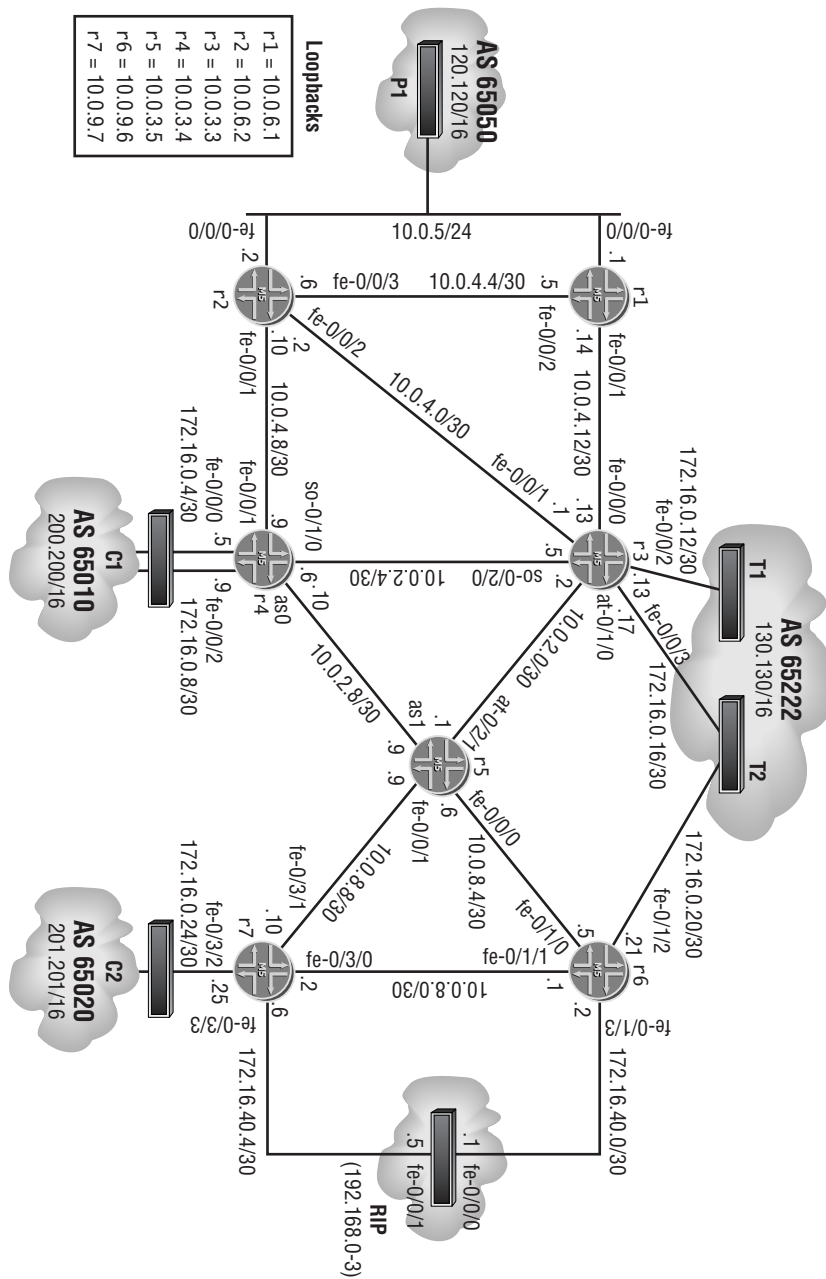 Loopbacks
r1 = 10.0.6.1
r2 = 10.0.6.2
r3 = 10.0.3.3
r4 = 10.0.3.4
r5 = 10.0.3.5
r6 = 10.0.9.6
r7 = 10.0.9.7
AS 65050
120.120/16
P1
10.0.5/24
fe-0/0/0
.2
r2
M5
fe-0/0/0
.1
r1
M5
.6
fe-0/0/3
10.0.4.4/30
.5
fe-0/0/2
fe-0/0/2
.2
10.0.4.0/30
fe-0/0/1
.1
.10
fe-0/0/1
10.0.4.8/30
fe-0/0/1
.9
.14
fe-0/0/1
10.0.4.12/30
fe-0/0/0
.13
r3
M5
172.16.0.12/30
fe-0/0/2
.13
T1
AS 65222
130.130/16
T2
.17
fe-0/0/3
172.16.0.16/30
172.16.0.20/30
fe-0/1/2
.21
r6
so-0/1/0
.6
10.0.2.4/30
so-0/2/0
.5
.2
at-0/1/0
10.0.2.0/30
at-0/2/1
.1
r4
M5
as0
.10
10.0.2.8/30
as1
.9
r5
M5
172.16.0.4/30
fe-0/0/0
.5
.9
fe-0/0/2
172.16.0.8/30
C1
AS 65010
200.200/16
.6
fe-0/0/0
10.0.8.4/30
fe-0/1/0
.5
.9
fe-0/0/1
10.0.8.8/30
fe-0/3/1
.10
r7
M5
M5
fe-0/3/0
.2
10.0.8.0/30
fe-0/1/1
.1
172.16.0.24/30
fe-0/3/2
.25
C2
AS 65020
201.201/16
.6
fe-0/3/3
172.16.40.4/30
.2
fe-0/1/3
172.16.40.0/30
.1
fe-0/0/0
.5
fe-0/0/1
RIP
(192.168.0-3)